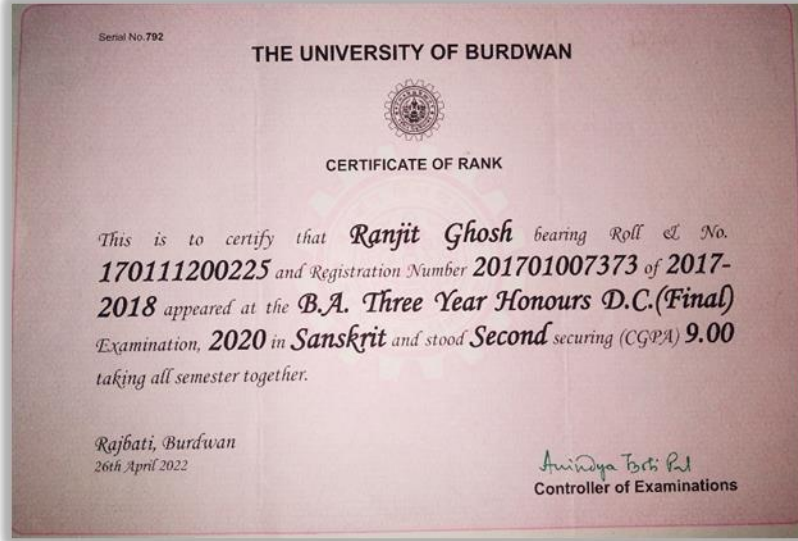 Serial No.792
THE UNIVERSITY OF BURDWAN
CERTIFICATE OF RANK
This is to certify that Ranjit Ghosh bearing Roll & No.
170111200225 and Registration Number 201701007373 of 2017-
2018 appeared at the B.A. Three Year Honours D.C.(Final)
Examination, 2020 in Sanskrit and stood Second securing (CGPA) 9.00
taking all semester together.
Rajbati, Burdwan
26th April 2022
Controller of Examinations